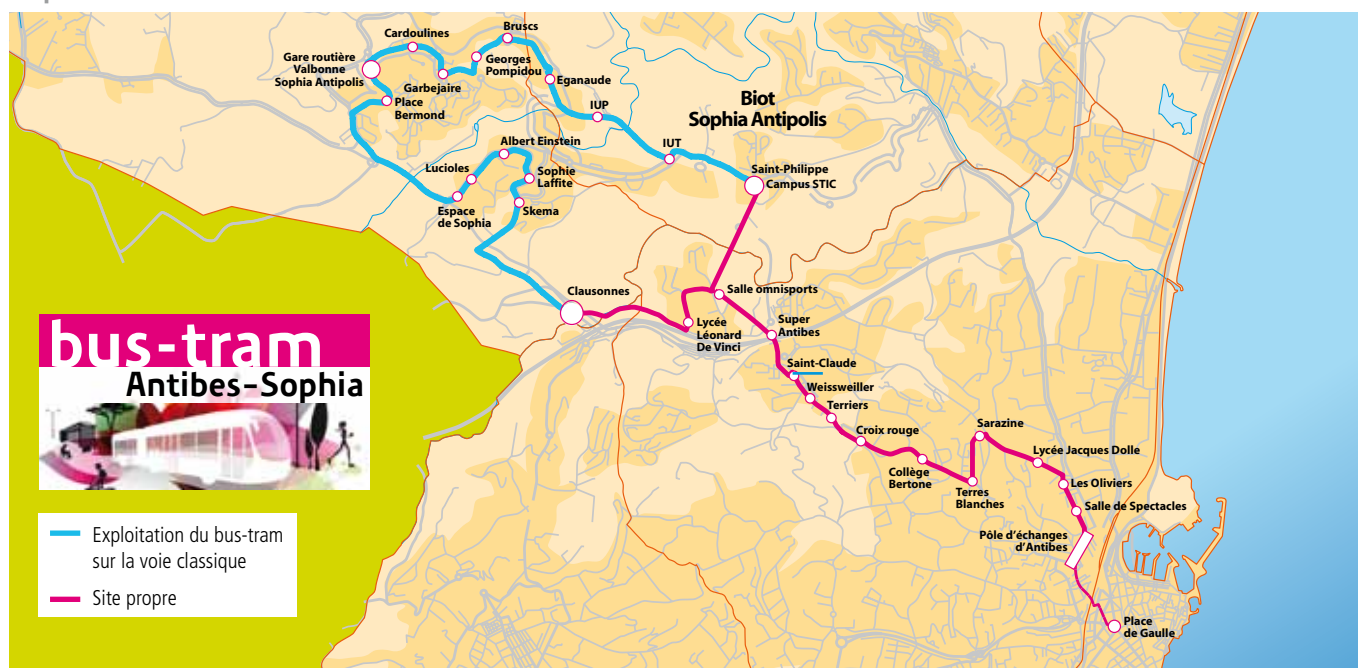 Bruscs
Cardoulines
Gare routière
Valbonne
Sophia Antipolis
Georges
Pompidou
Garbejaire
Eganaude
Place
Bermond
IUP
Biot
Sophia Antipolis
Albert Einstein
IUT
Lucioles
Sophie
Laffite
Saint-Philippe
Campus STIC
Espace
de Sophia
Skema
Clausonnes
Salle omnisports
Lycée
Léonard
De Vinci
Super
Antibes
Saint-Claude
Weissweiller
Terriers
Croix rouge
Sarazine
Collège
Bertone
Lycée Jacques Dolle
Terres
Blanches
Les Oliviers
Salle de Spectacles
Pôle d'échanges
d'Antibes
Place
de Gaulle
bus-tram
Antibes-Sophia
Exploitation du bus-tram
sur la voie classique
Site propre